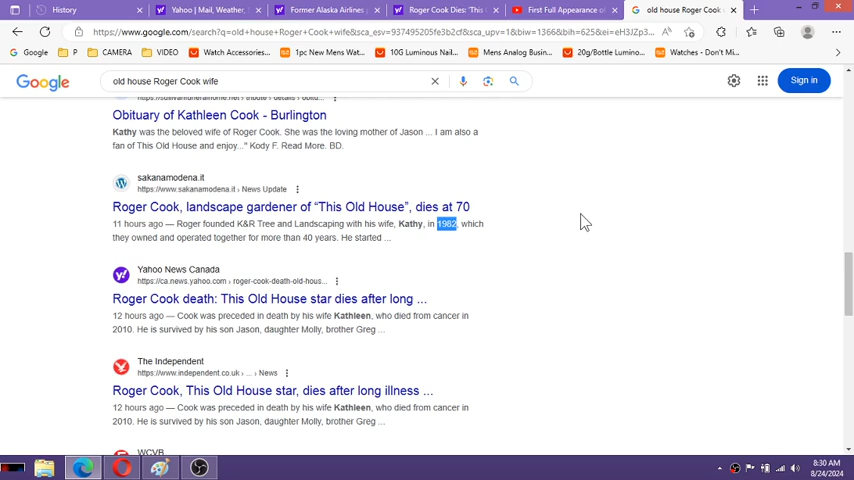 History
Yahoo | Mail, Weather, S
Former Alaska Airlines p
Roger Cook Dies: 'This O
First Full Appearance of
old house Roger Cook w
https://www.google.com/search?q=old+house+Roger+Cook+wife&sca_esv=937495205fe3b2cf&sca_upv=1&biw=1366&bih=625&ei=eH3JZp3...
Google
P
CAMERA
VIDEO
Watch Accessories...
1pc New Mens Wat...
10G Luminous Nail...
Mens Analog Busin...
20g/Bottle Lumino...
Watches - Don't Mi...
Google
old house Roger Cook wife
Sign in
Obituary of Kathleen Cook - Burlington
Kathy was the beloved wife of Roger Cook. She was the loving mother of Jason ... I am also a
fan of This Old House and enjoy..." Kody F. Read More. BD.
sakanamodena.it
https://www.sakanamodena.it › News Update
Roger Cook, landscape gardener of “This Old House”, dies at 70
11 hours ago — Roger founded K&R Tree and Landscaping with his wife, Kathy, in 1982, which
they owned and operated together for more than 40 years. He started ...
Yahoo News Canada
https://ca.news.yahoo.com › roger-cook-death-old-hous...
Roger Cook death: This Old House star dies after long ...
12 hours ago — Cook was preceded in death by his wife Kathleen, who died from cancer in
2010. He is survived by his son Jason, daughter Molly, brother Greg ...
The Independent
https://www.independent.co.uk › ... › News
Roger Cook, This Old House star, dies after long illness ...
12 hours ago — Cook was preceded in death by his wife Kathleen, who died from cancer in
2010. He is survived by his son Jason, daughter Molly, brother Greg ...
WCVB
8:30 AM
8/24/2024